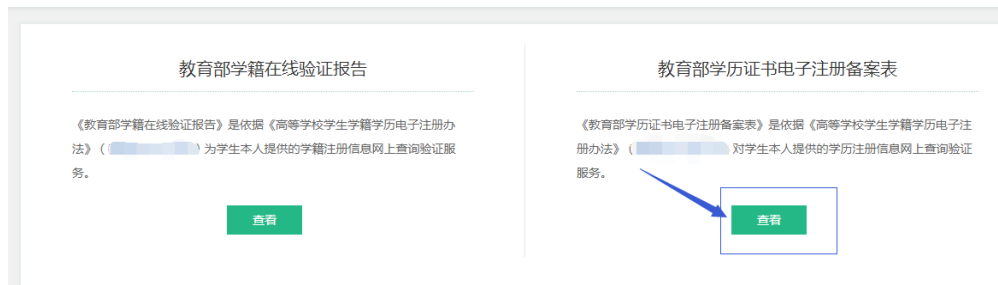 教育部学籍在线验证报告
《教育部学籍在线验证报告》是依据《高等学校学生学籍学历电子注册办
法》（ ）为学生本人提供的学籍注册信息网上查询验证服
务。
查看
教育部学历证书电子注册备案表
《教育部学历证书电子注册备案表》是依据《高等学校学生学籍学历电子注
册办法》（ 对学生本人提供的学历注册信息网上查询验证
服务。
查看